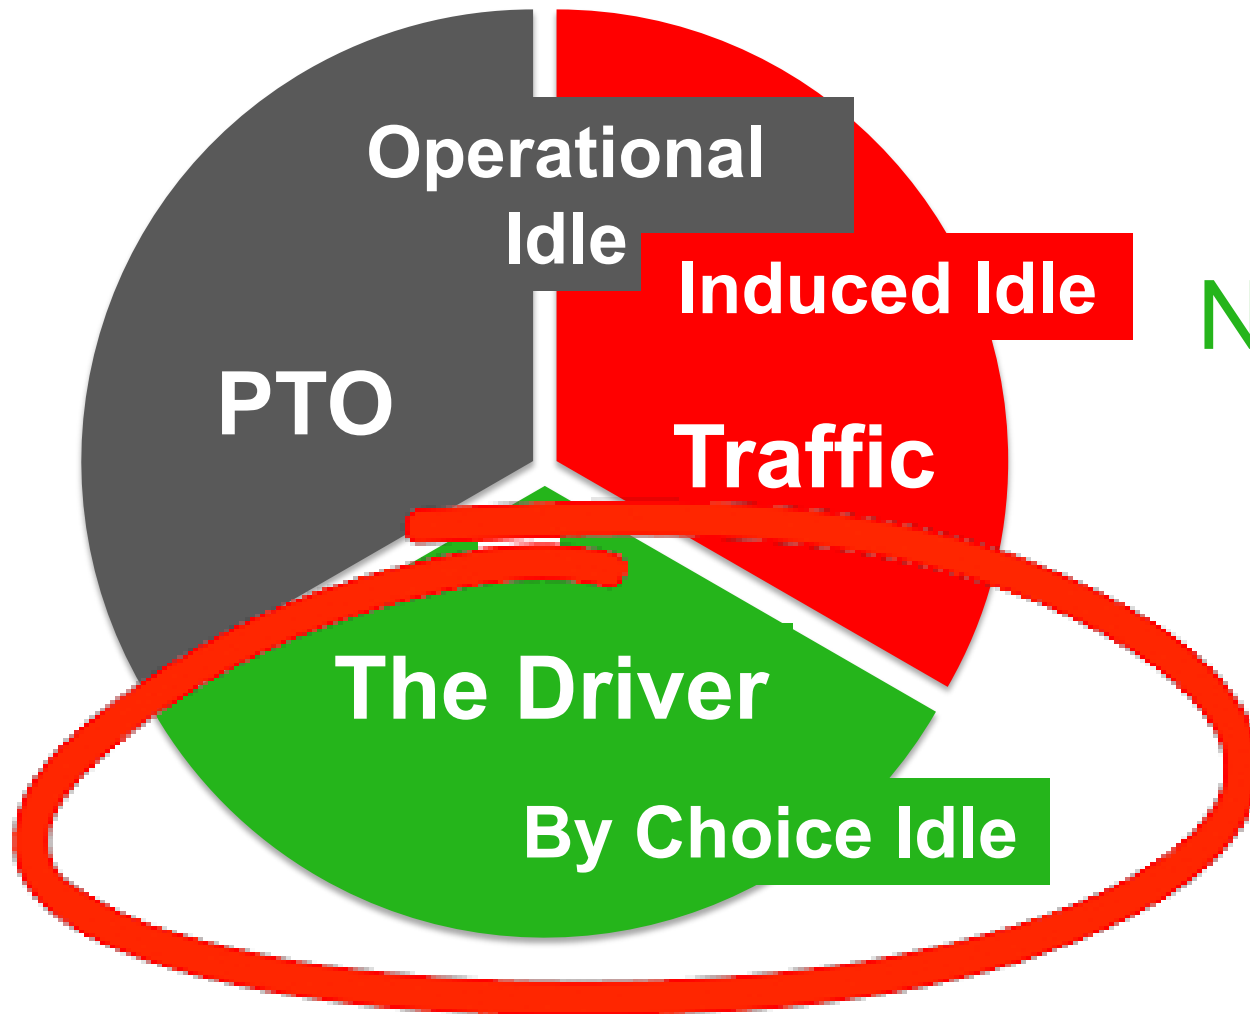 Operational
Idle
Induced Idle
N
PTO
Traffic
The Driver
By Choice Idle